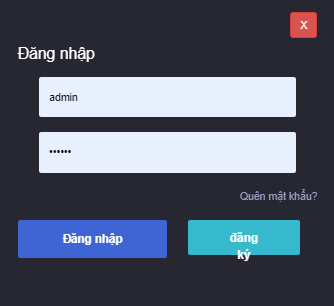 X
Đăng nhập
admin
••••••
Quên mật khẩu?
Đăng nhập
đăng
ký